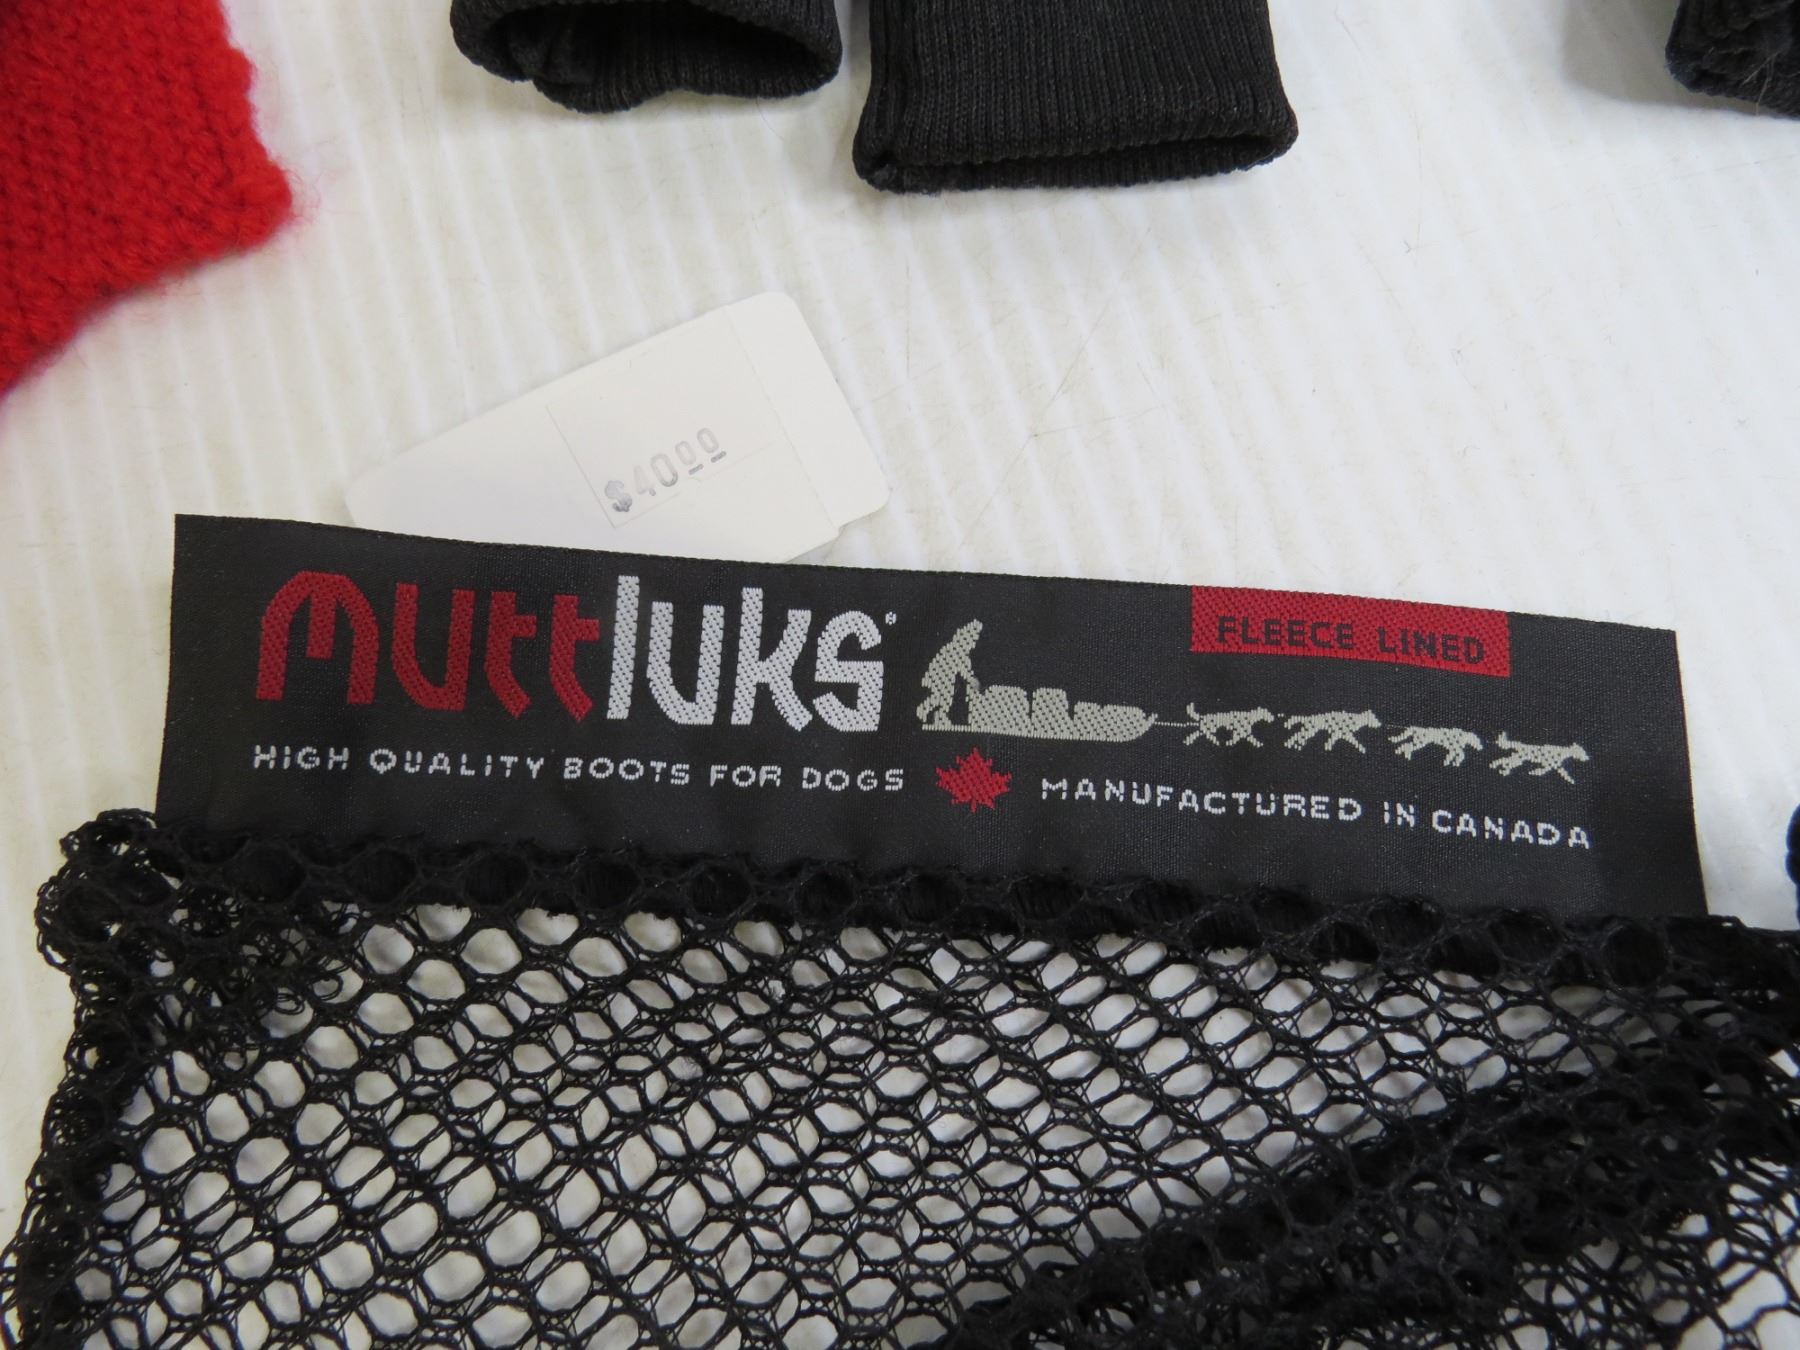 $40.00
muttluks®
FLEECE LINED
HIGH QUALITY BOOTS FOR DOGS
MANUFACTURED IN CANADA